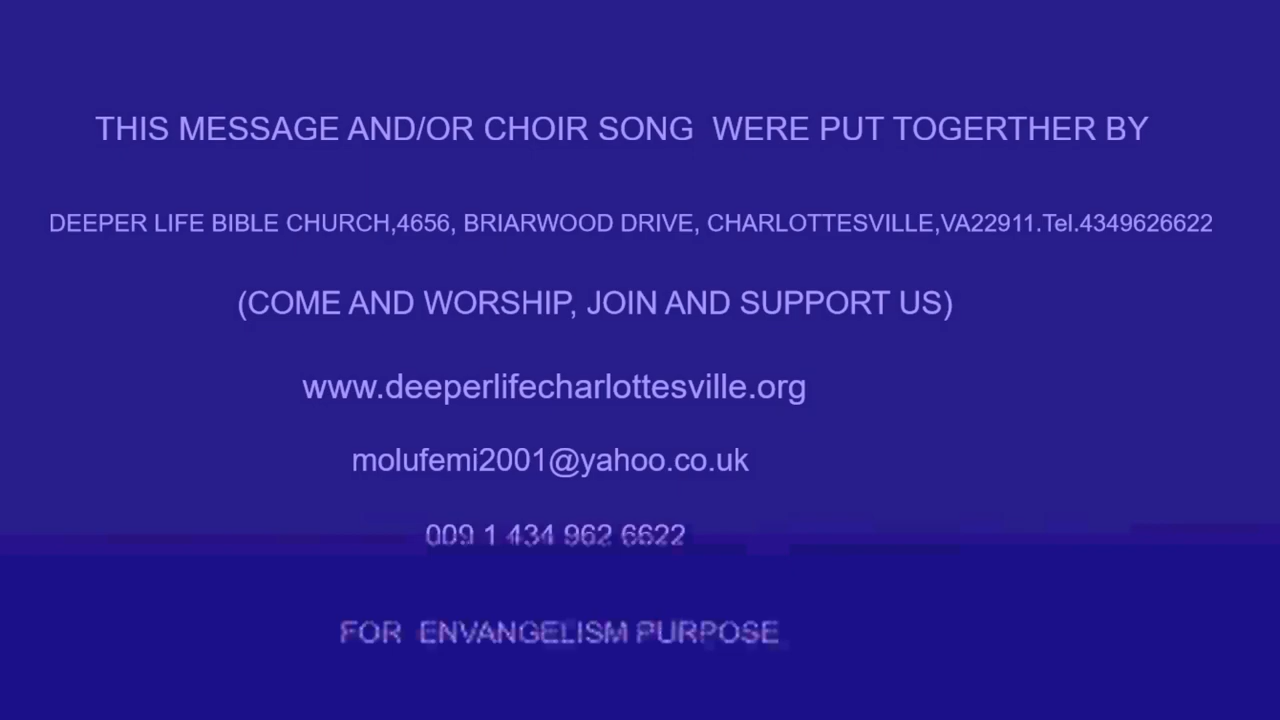 THIS MESSAGE AND/OR CHOIR SONG  WERE PUT TOGERTHER BY
DEEPER LIFE BIBLE CHURCH,4656, BRIARWOOD DRIVE, CHARLOTTESVILLE,VA22911.Tel.4349626622
(COME AND WORSHIP, JOIN AND SUPPORT US)
www.deeperlifecharlottesville.org
molufemi2001@yahoo.co.uk
009 1 434 962 6622
FOR  ENVANGELISM PURPOSE